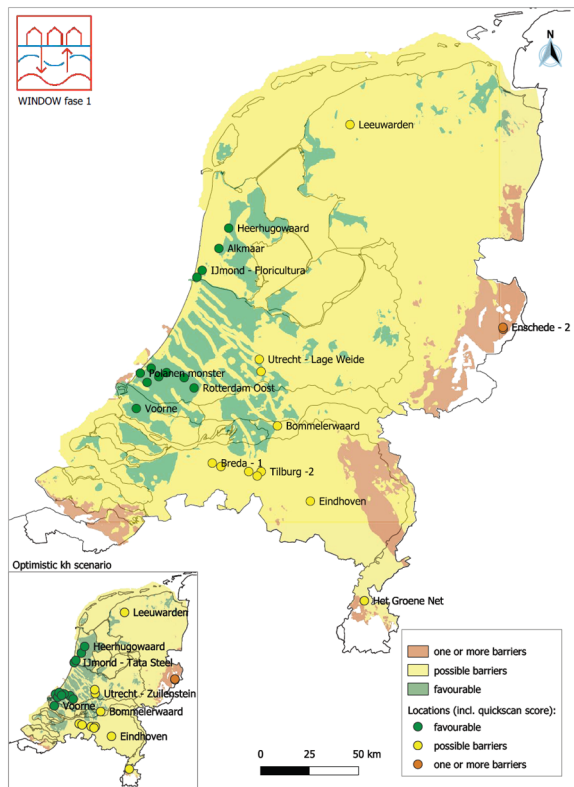 WINDOW fase 1
N
Leeuwarden
Heerhugowaard
Alkmaar
IJmond - Floricultura
Enschede - 2
Utrecht - Lage Weide
Polanen monster
Rotterdam Oost
Voorne
Bommelerwaard
Breda - 1
Tilburg -2
Eindhoven
Het Groene Net
Optimistic kh scenario
Leeuwarden
Heerhugowaard
IJmond - Tata Steel
Utrecht - Zuilenstein
Voorne
Bommelerwaard
Eindhoven
one or more barriers
possible barriers
favourable
Locations (incl. quickscan score):
favourable
possible barriers
one or more barriers
0 25 50 km